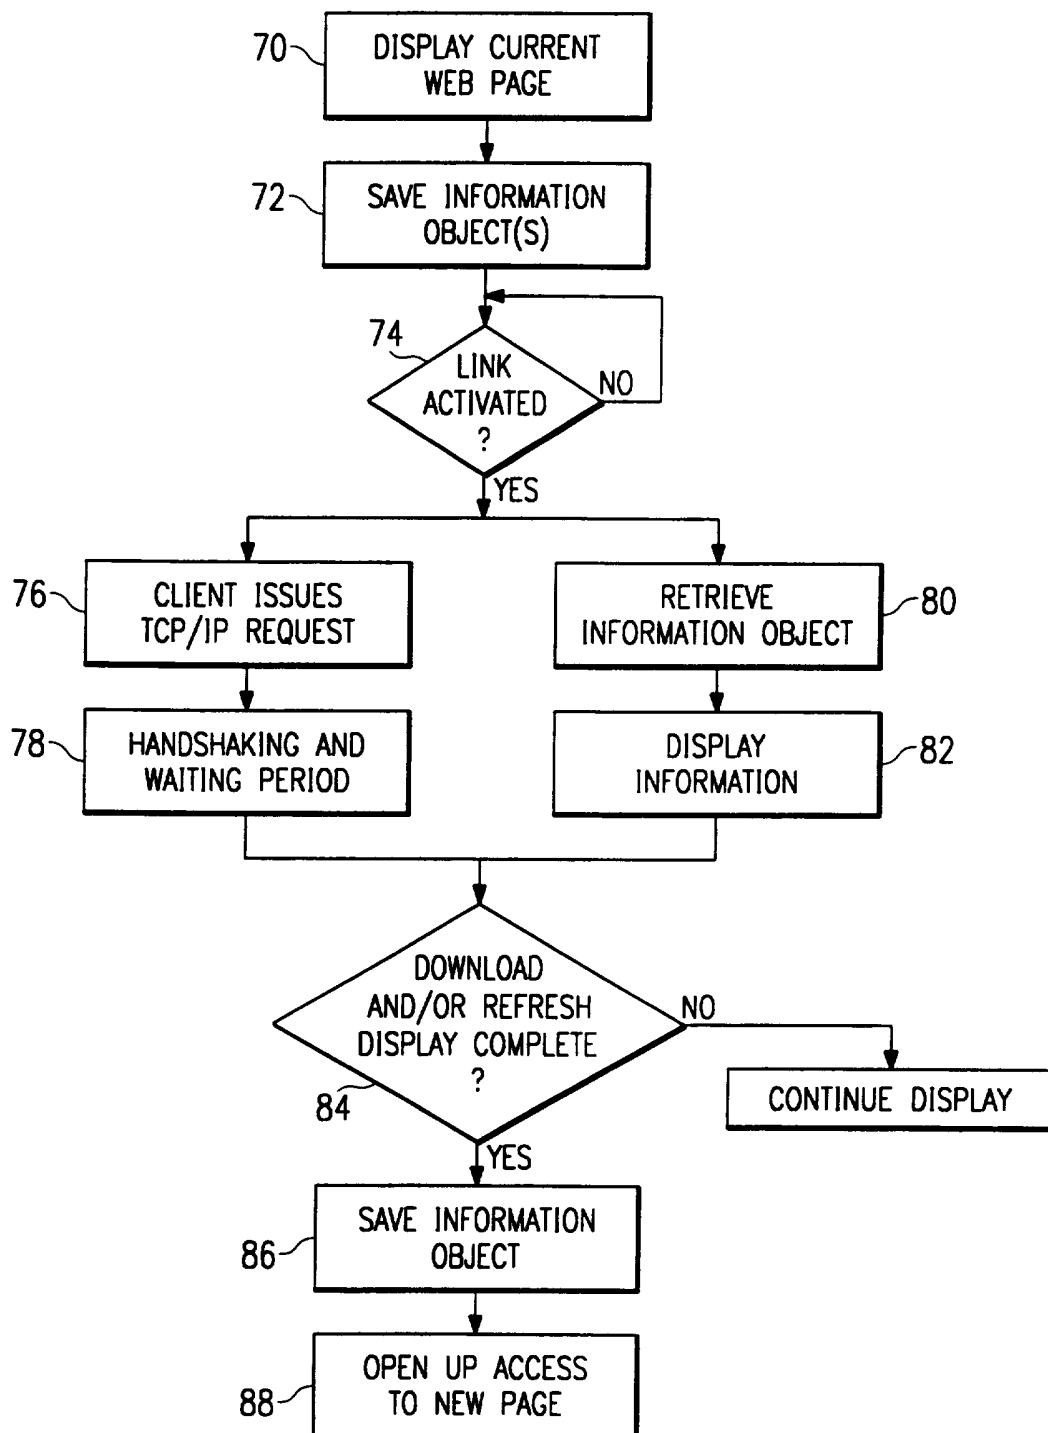 70
DISPLAY CURRENT
WEB PAGE
72
SAVE INFORMATION
OBJECT(S)
74
LINK
ACTIVATED
?
NO
YES
76
CLIENT ISSUES
TCP/IP REQUEST
RETRIEVE
INFORMATION OBJECT
80
78
HANDSHAKING AND
WAITING PERIOD
DISPLAY
INFORMATION
82
DOWNLOAD
AND/OR REFRESH
DISPLAY COMPLETE
?
NO
84
CONTINUE DISPLAY
YES
86
SAVE INFORMATION
OBJECT
88
OPEN UP ACCESS
TO NEW PAGE